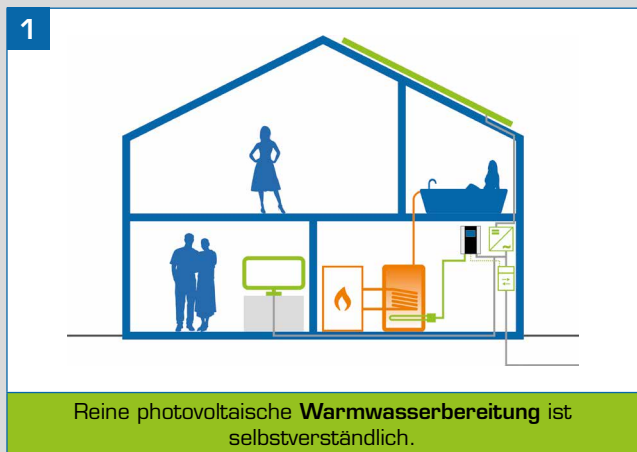 1
Reine photovoltaische Warmwasserbereitung ist
selbstverständlich.